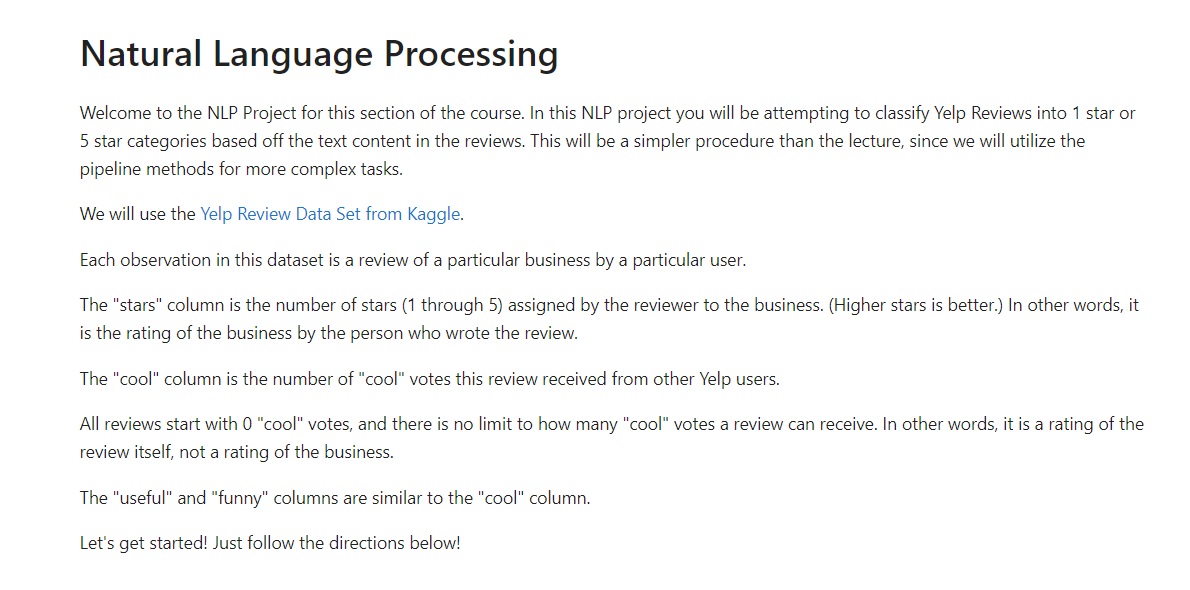 Natural Language Processing
Welcome to the NLP Project for this section of the course. In this NLP project you will be attempting to classify Yelp Reviews into 1 star or
5 star categories based off the text content in the reviews. This will be a simpler procedure than the lecture, since we will utilize the
pipeline methods for more complex tasks.
We will use the Yelp Review Data Set from Kaggle.
Each observation in this dataset is a review of a particular business by a particular user.
The "stars" column is the number of stars (1 through 5) assigned by the reviewer to the business. (Higher stars is better.) In other words, it
is the rating of the business by the person who wrote the review.
The "cool" column is the number of "cool" votes this review received from other Yelp users.
All reviews start with 0 "cool" votes, and there is no limit to how many "cool" votes a review can receive. In other words, it is a rating of the
review itself, not a rating of the business.
The "useful" and "funny" columns are similar to the "cool" column.
Let's get started! Just follow the directions below!